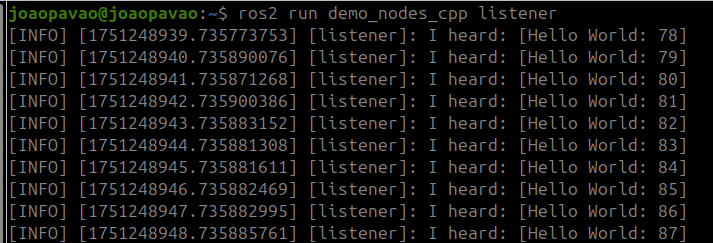 joaopavao@joaopavao:~$ ros2 run demo_nodes_cpp listener
[INFO] [1751248939.735773753] [listener]: I heard: [Hello World: 78]
[INFO] [1751248940.735890076] [listener]: I heard: [Hello World: 79]
[INFO] [1751248941.735871268] [listener]: I heard: [Hello World: 80]
[INFO] [1751248942.735900386] [listener]: I heard: [Hello World: 81]
[INFO] [1751248943.735883152] [listener]: I heard: [Hello World: 82]
[INFO] [1751248944.735881308] [listener]: I heard: [Hello World: 83]
[INFO] [1751248945.735881611] [listener]: I heard: [Hello World: 84]
[INFO] [1751248946.735882469] [listener]: I heard: [Hello World: 85]
[INFO] [1751248947.735882995] [listener]: I heard: [Hello World: 86]
[INFO] [1751248948.735885761] [listener]: I heard: [Hello World: 87]